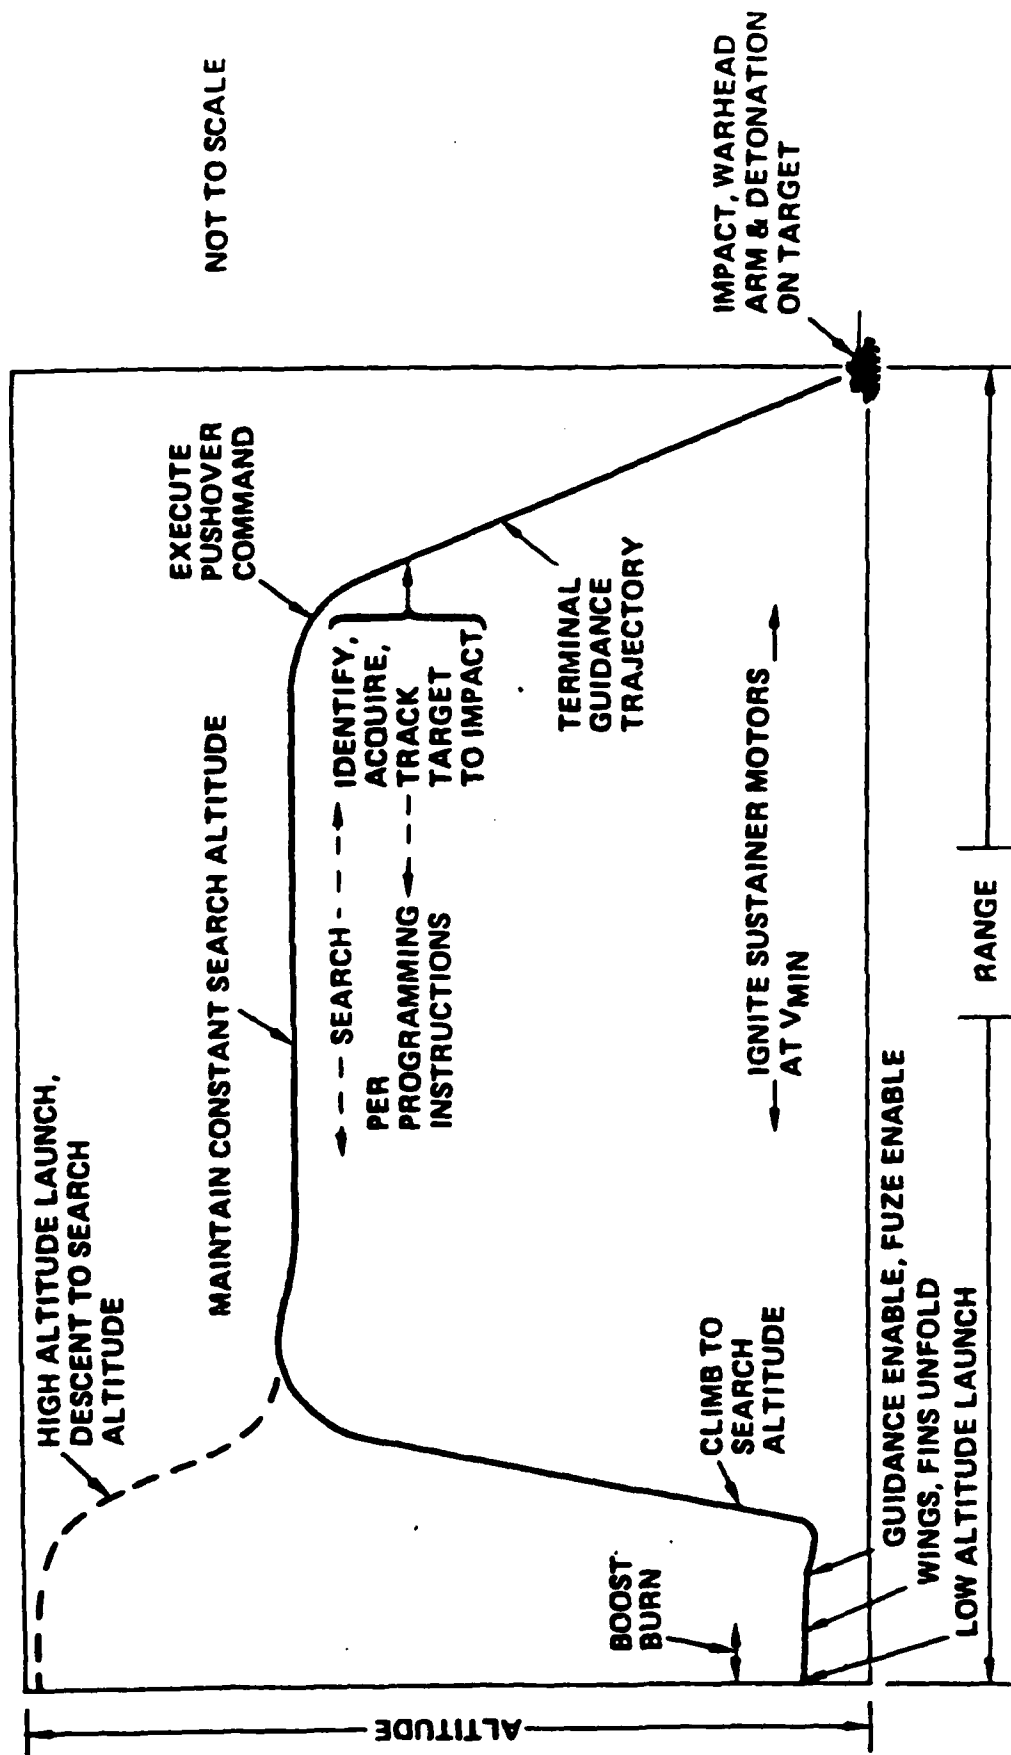 NOT TO SCALE
HIGH ALTITUDE LAUNCH,
DESCENT TO SEARCH
ALTITUDE
MAINTAIN CONSTANT SEARCH ALTITUDE
EXECUTE
PUSHOVER
COMMAND
SEARCH
IDENTIFY,
ACQUIRE,
TRACK
TARGET
TO IMPACT
PER
PROGRAMMING
INSTRUCTIONS
TERMINAL
GUIDANCE
TRAJECTORY
IMPACT, WARHEAD
ARM & DETONATION
ON TARGET
BOOST
BURN
CLIMB TO
SEARCH
ALTITUDE
IGNITE SUSTAINER MOTORS
AT VMIN
GUIDANCE ENABLE, FUZE ENABLE
WINGS, FINS UNFOLD
LOW ALTITUDE LAUNCH
ALTITUDE
RANGE